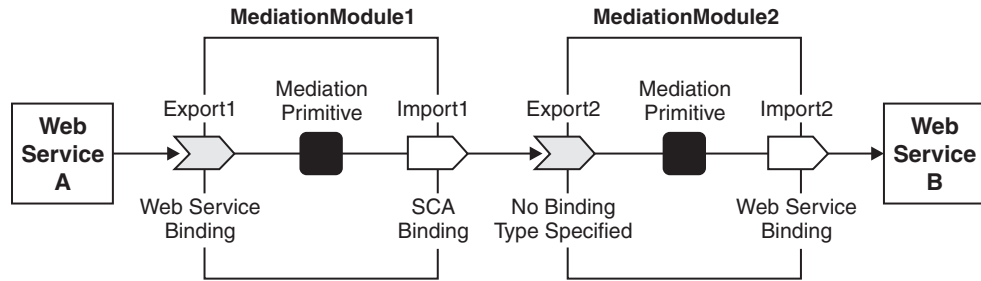 MediationModule1
MediationModule2
Mediation
Primitive
Mediation
Primitive
Export1
Import1
Export2
Import2
Web
Service
A
Web
Service
B
Web Service
Binding
SCA
Binding
No Binding
Type Specified
Web Service
Binding